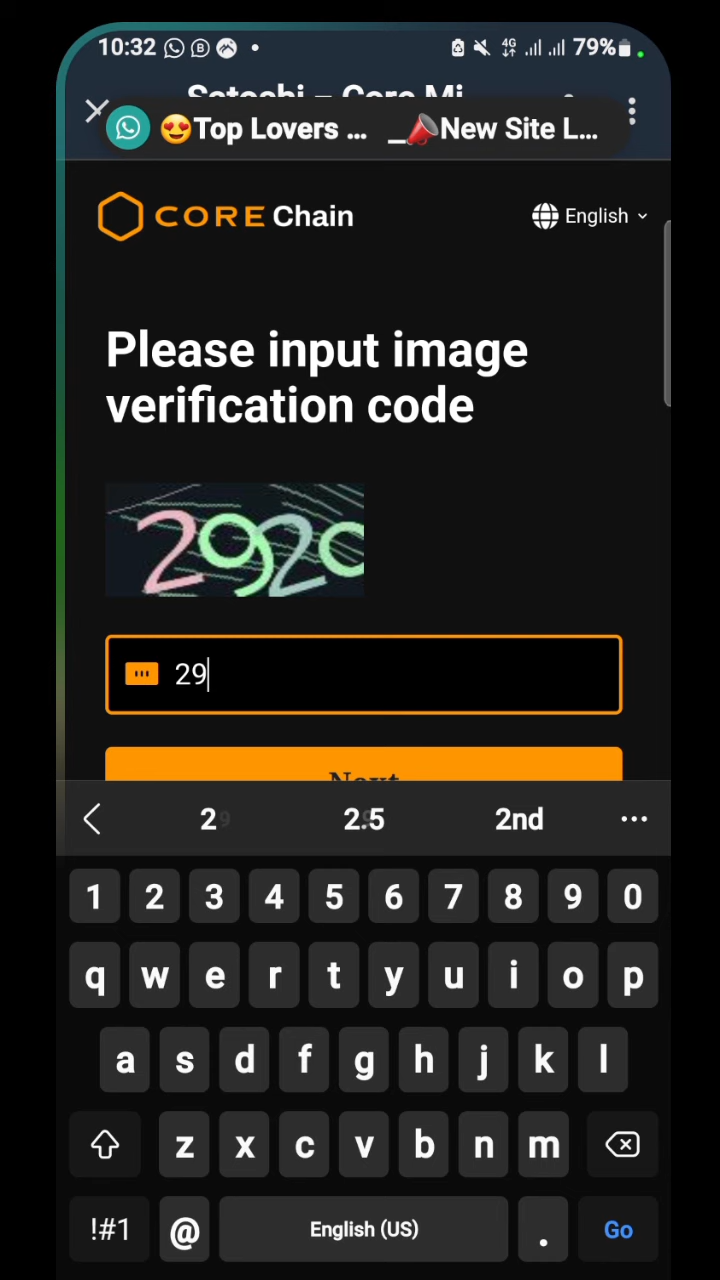 10:32 4G 79%
Satoshi – Core Mi
😍Top Lovers ... _📣New Site L...
CORE Chain English
Please input image
verification code
292
29
Next
2 2.5 2nd ...
1 2 3 4 5 6 7 8 9 0
q w e r t y u i o p
a s d f g h j k l
z x c v b n m
!#1 @ English (US) . Go